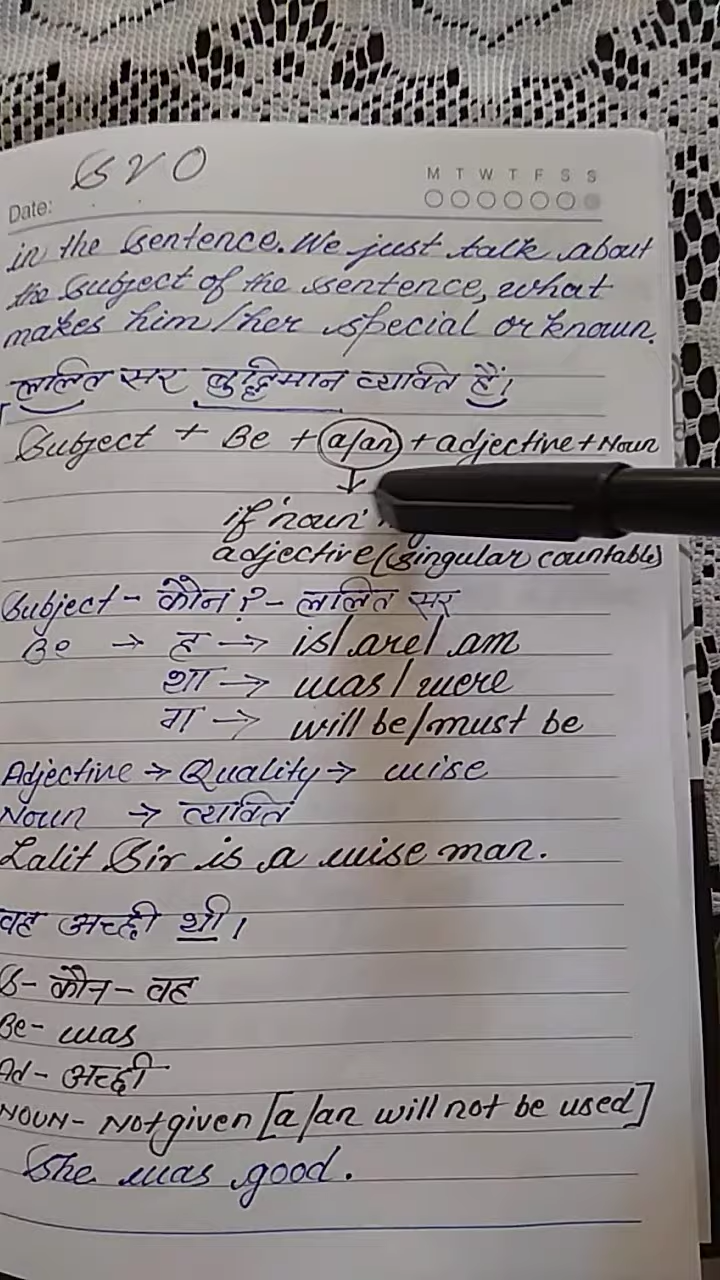 SVO
M T W T F S S
Date:
in the sentence. We just talk about
the subject of the sentence, what
makes him/her special or known.
ललित सर बुद्धिमान व्यक्ति हैं।
Subject + Be + a/an + adjective + Noun
↓
if 'noun'
adjective (singular countable)
Subject - कौन? - ललित सर
Be → ह → is/are/am
था → was/were
ग → will be/must be
Adjective → Quality → wise
Noun → व्यक्ति
Lalit Sir is a wise man.
वह अच्छी थी।
S - कौन - वह
Be - was
Ad - अच्छी
NOUN - Not given [a/an will not be used]
She was good.